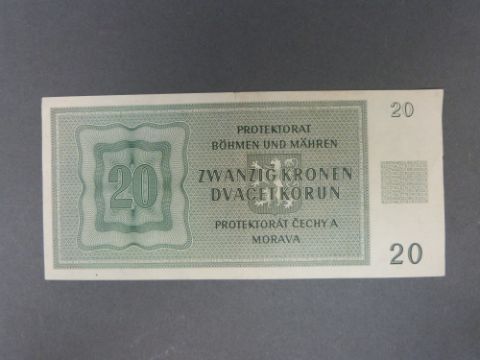 20
PROTEKTORAT
BÖHMEN UND MÄHREN
20
ZWANZIG KRONEN
DVACET KORUN
PROTEKTORÁT ČECHY A
MORAVA
20